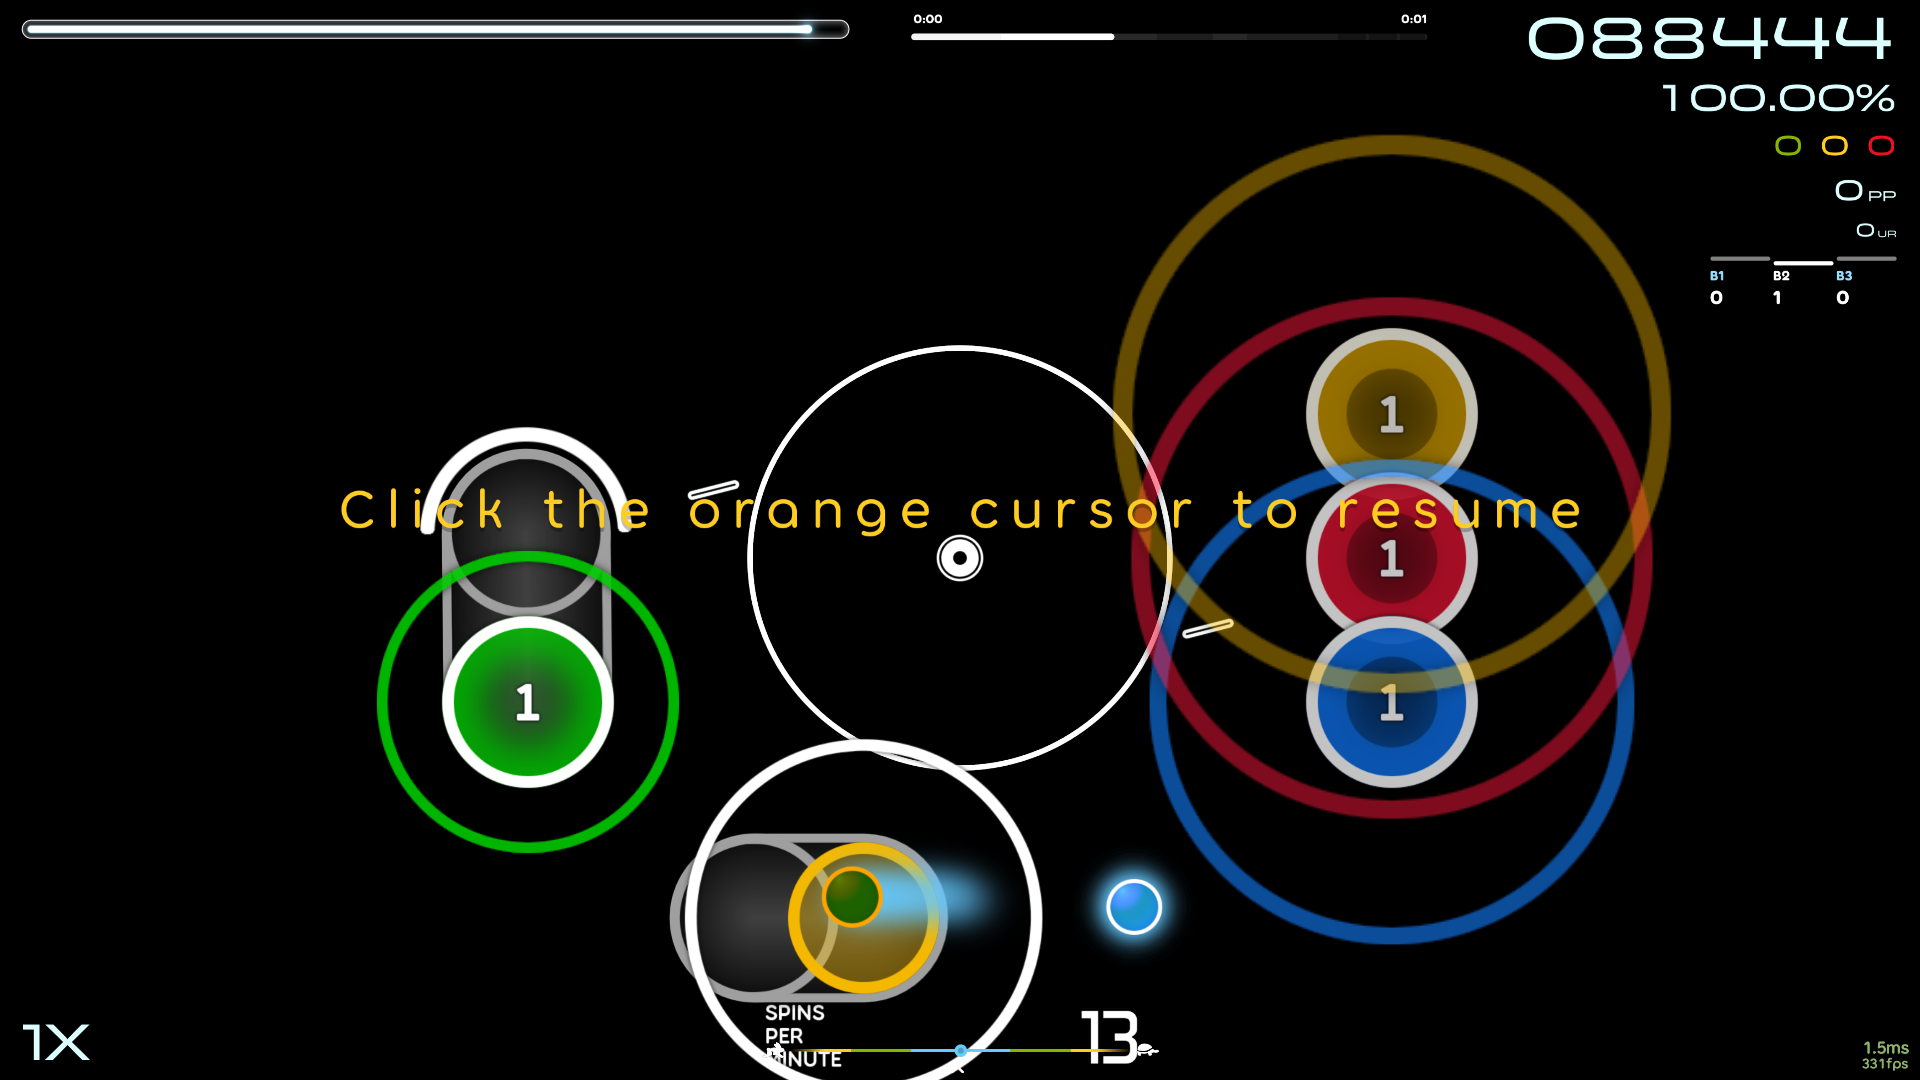 0:00 0:01
088444
100.00%
0 0 0
0 PP
0 UR
B1 B2 B3
0 1 0
1
Click the orange cursor to resume
1
1
1
SPINS
PER
MINUTE
13
1X
1.5ms
331fps